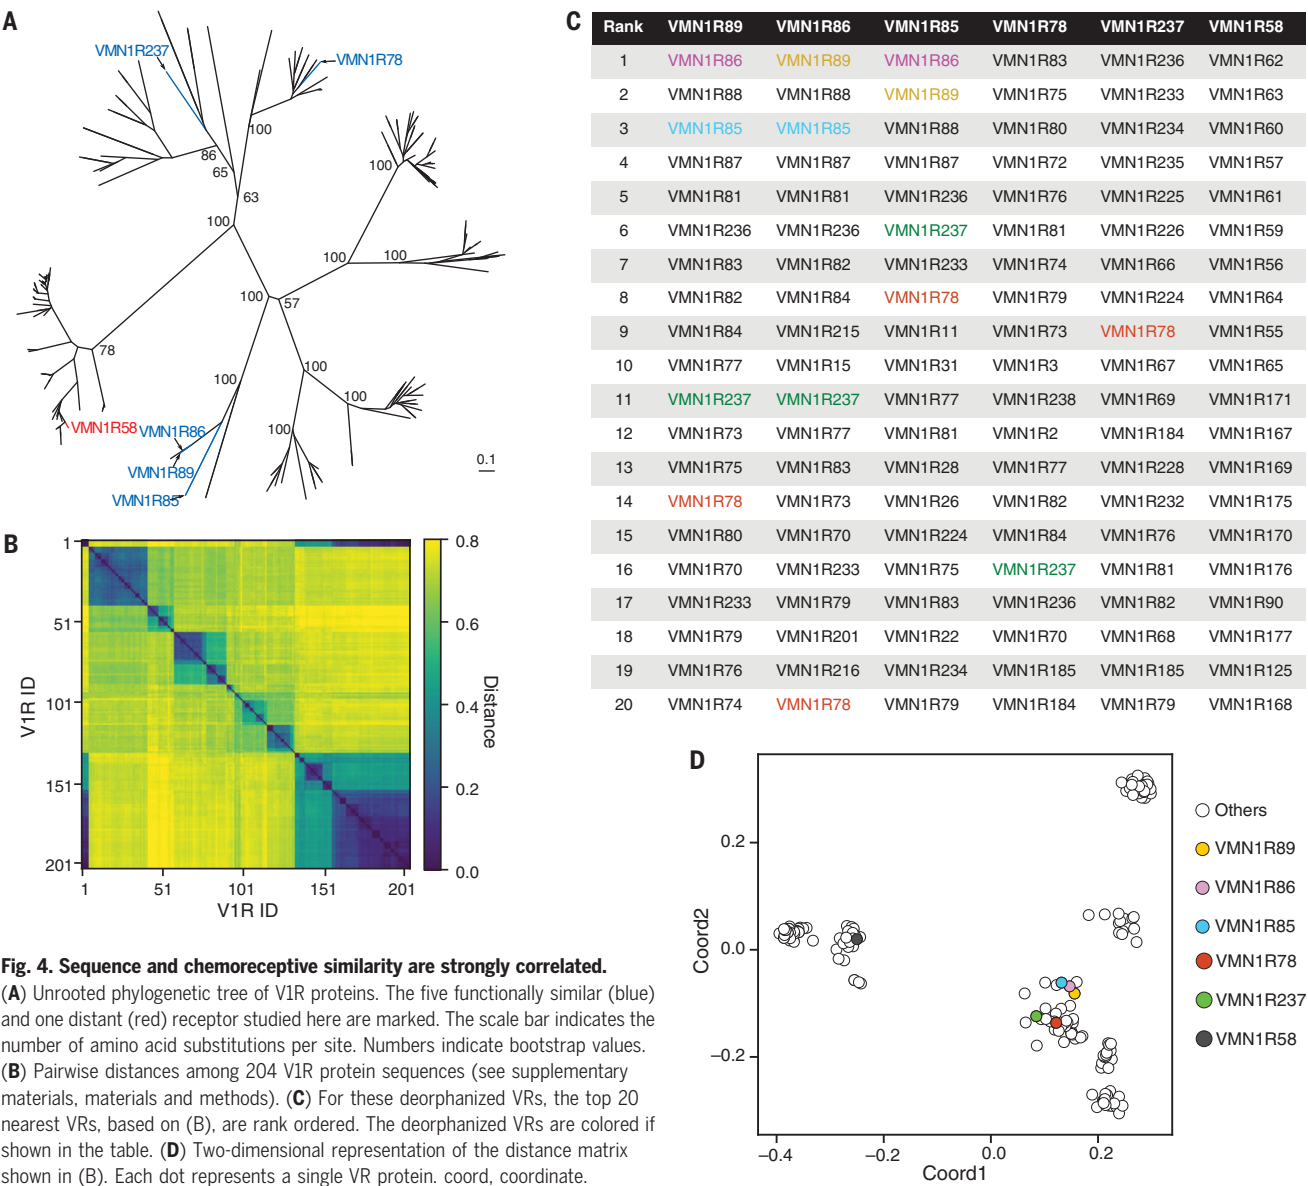 A
VMN1R237
VMN1R78
100
86
65
63
100
100
100
100
100
57
78
100
100
100
100
VMN1R58
VMN1R86
VMN1R89
VMN1R85
0.1
B
1
51
101
151
201
V1R ID
1
51
101
151
201
V1R ID
0.8
0.6
0.4
0.2
0.0
Distance
C
Rank VMN1R89 VMN1R86 VMN1R85 VMN1R78 VMN1R237 VMN1R58
1 VMN1R86 VMN1R89 VMN1R86 VMN1R83 VMN1R236 VMN1R62
2 VMN1R88 VMN1R88 VMN1R89 VMN1R75 VMN1R233 VMN1R63
3 VMN1R85 VMN1R85 VMN1R88 VMN1R80 VMN1R234 VMN1R60
4 VMN1R87 VMN1R87 VMN1R87 VMN1R72 VMN1R235 VMN1R57
5 VMN1R81 VMN1R81 VMN1R236 VMN1R76 VMN1R225 VMN1R61
6 VMN1R236 VMN1R236 VMN1R237 VMN1R81 VMN1R226 VMN1R59
7 VMN1R83 VMN1R82 VMN1R233 VMN1R74 VMN1R66 VMN1R56
8 VMN1R82 VMN1R84 VMN1R78 VMN1R79 VMN1R224 VMN1R64
9 VMN1R84 VMN1R215 VMN1R11 VMN1R73 VMN1R78 VMN1R55
10 VMN1R77 VMN1R15 VMN1R31 VMN1R3 VMN1R67 VMN1R65
11 VMN1R237 VMN1R237 VMN1R77 VMN1R238 VMN1R69 VMN1R171
12 VMN1R73 VMN1R77 VMN1R81 VMN1R2 VMN1R184 VMN1R167
13 VMN1R75 VMN1R83 VMN1R28 VMN1R77 VMN1R228 VMN1R169
14 VMN1R78 VMN1R73 VMN1R26 VMN1R82 VMN1R232 VMN1R175
15 VMN1R80 VMN1R70 VMN1R224 VMN1R84 VMN1R76 VMN1R170
16 VMN1R70 VMN1R233 VMN1R75 VMN1R237 VMN1R81 VMN1R176
17 VMN1R233 VMN1R79 VMN1R83 VMN1R236 VMN1R82 VMN1R90
18 VMN1R79 VMN1R201 VMN1R22 VMN1R70 VMN1R68 VMN1R177
19 VMN1R76 VMN1R216 VMN1R234 VMN1R185 VMN1R185 VMN1R125
20 VMN1R74 VMN1R78 VMN1R79 VMN1R184 VMN1R79 VMN1R168
D
0.2
0.0
−0.2
Coord2
−0.4
−0.2
0.0
0.2
Coord1
Others
VMN1R89
VMN1R86
VMN1R85
VMN1R78
VMN1R237
VMN1R58
Fig. 4. Sequence and chemoreceptive similarity are strongly correlated.
(A) Unrooted phylogenetic tree of V1R proteins. The five functionally similar (blue)
and one distant (red) receptor studied here are marked. The scale bar indicates the
number of amino acid substitutions per site. Numbers indicate bootstrap values.
(B) Pairwise distances among 204 V1R protein sequences (see supplementary
materials, materials and methods). (C) For these deorphanized VRs, the top 20
nearest VRs, based on (B), are rank ordered. The deorphanized VRs are colored if
shown in the table. (D) Two-dimensional representation of the distance matrix
shown in (B). Each dot represents a single VR protein. coord, coordinate.